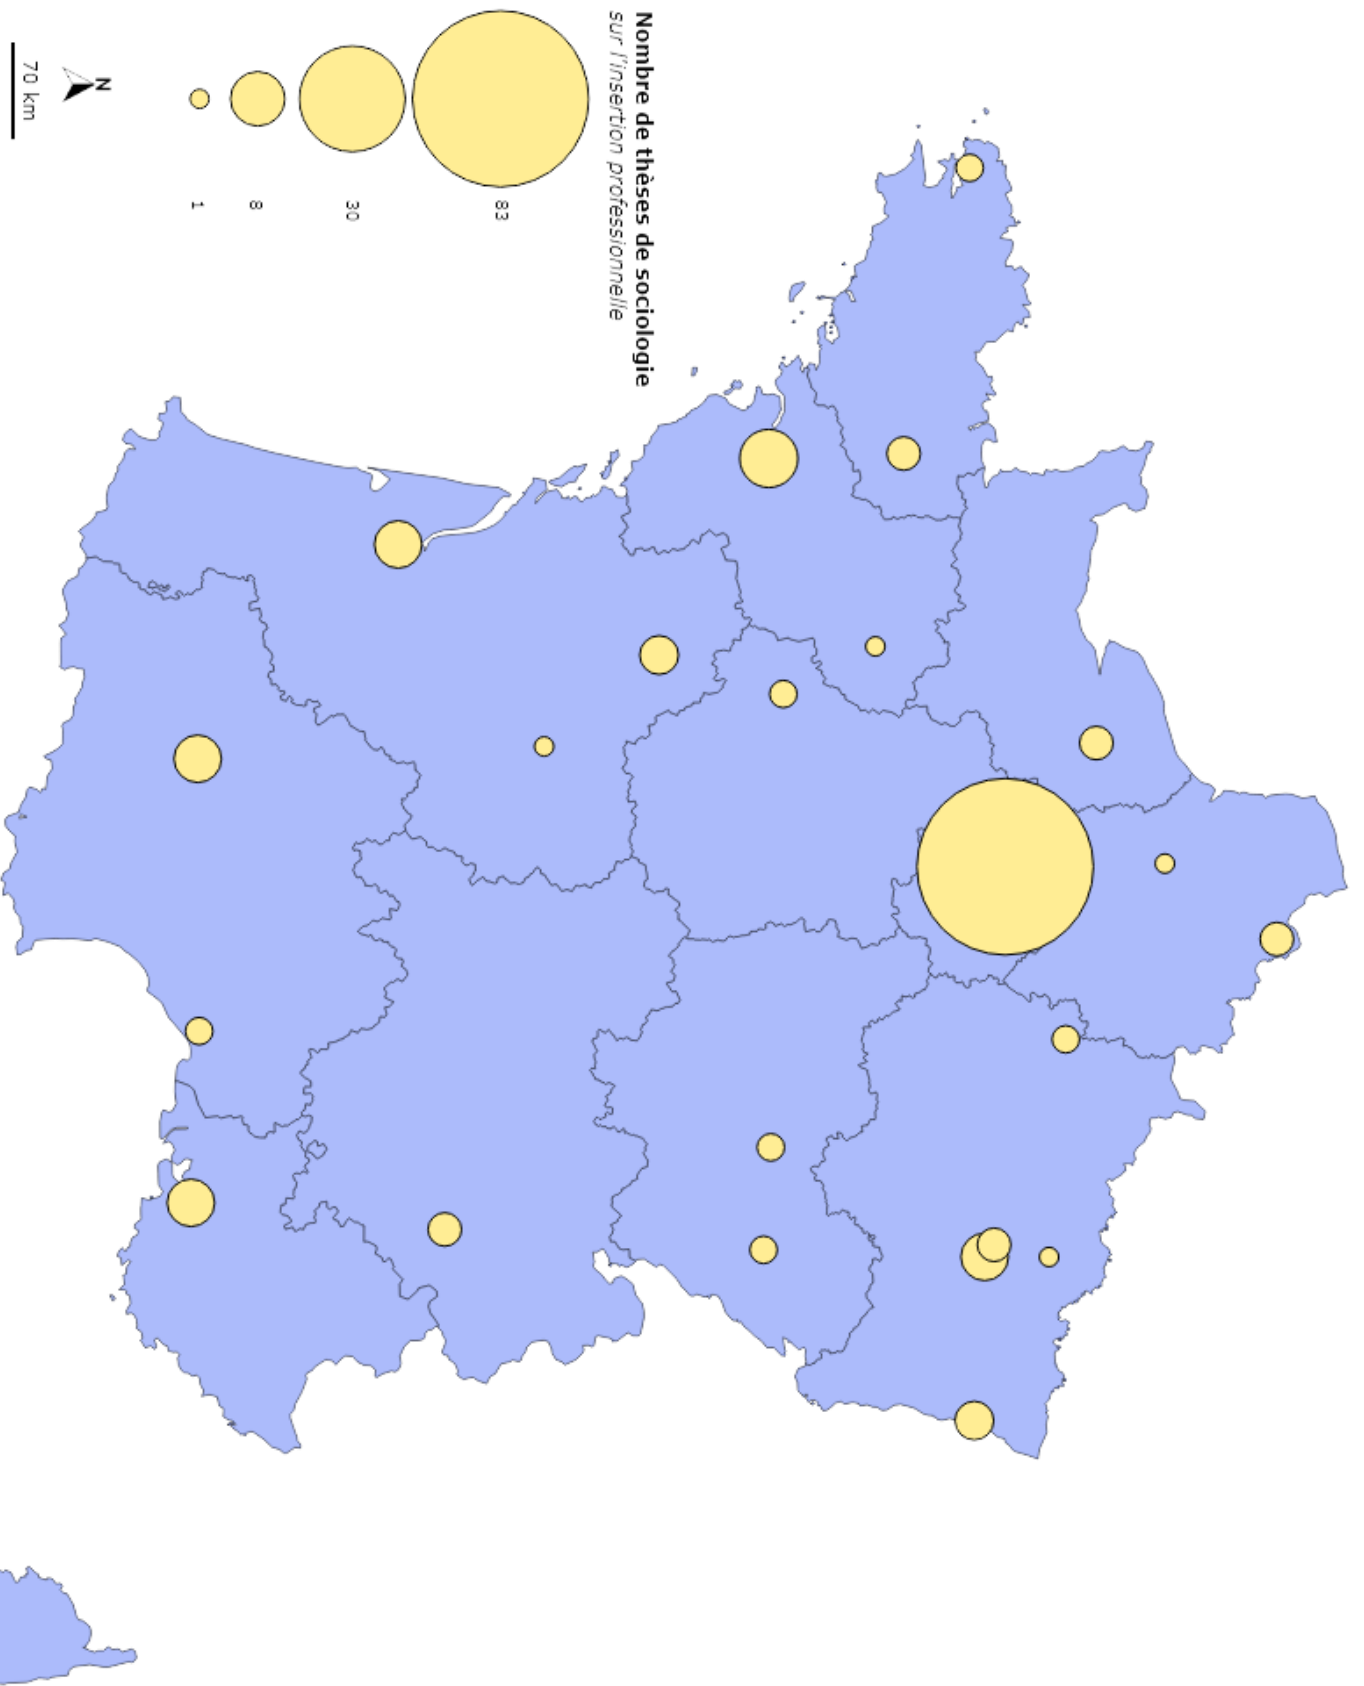 Nombre de thèses de sociologie
sur l'insertion professionnelle
83
30
8
1
N
70 km